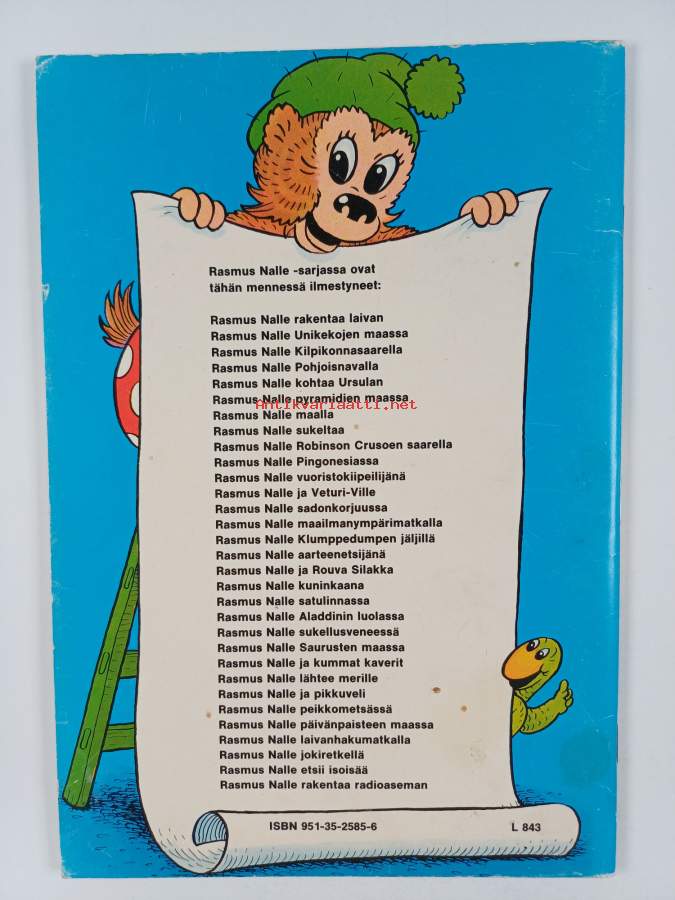 Rasmus Nalle -sarjassa ovat
tähän mennessä ilmestyneet:
Rasmus Nalle rakentaa laivan
Rasmus Nalle Unikekojen maassa
Rasmus Nalle Kilpikonnasaarella
Rasmus Nalle Pohjoisnavalla
Rasmus Nalle kohtaa Ursulan
Rasmus Nalle pyramidien maassa
Antikvariaatti.net
Rasmus Nalle maalla
Rasmus Nalle sukeltaa
Rasmus Nalle Robinson Crusoen saarella
Rasmus Nalle Pingonesiassa
Rasmus Nalle vuoristokiipeilijänä
Rasmus Nalle ja Veturi-Ville
Rasmus Nalle sadonkorjuussa
Rasmus Nalle maailmanympärimatkalla
Rasmus Nalle Klumppedumpen jäljillä
Rasmus Nalle aarteenetsijänä
Rasmus Nalle ja Rouva Silakka
Rasmus Nalle kuninkaana
Rasmus Nalle satulinnassa
Rasmus Nalle Aladdinin luolassa
Rasmus Nalle sukellusveneessä
Rasmus Nalle Saurusten maassa
Rasmus Nalle ja kummat kaverit
Rasmus Nalle lähtee merille
Rasmus Nalle ja pikkuveli
Rasmus Nalle peikkometsässä
Rasmus Nalle päivänpaisteen maassa
Rasmus Nalle laivanhakumatkalla
Rasmus Nalle jokiretkellä
Rasmus Nalle etsii isoisää
Rasmus Nalle rakentaa radioaseman
ISBN 951-35-2585-6
L 843